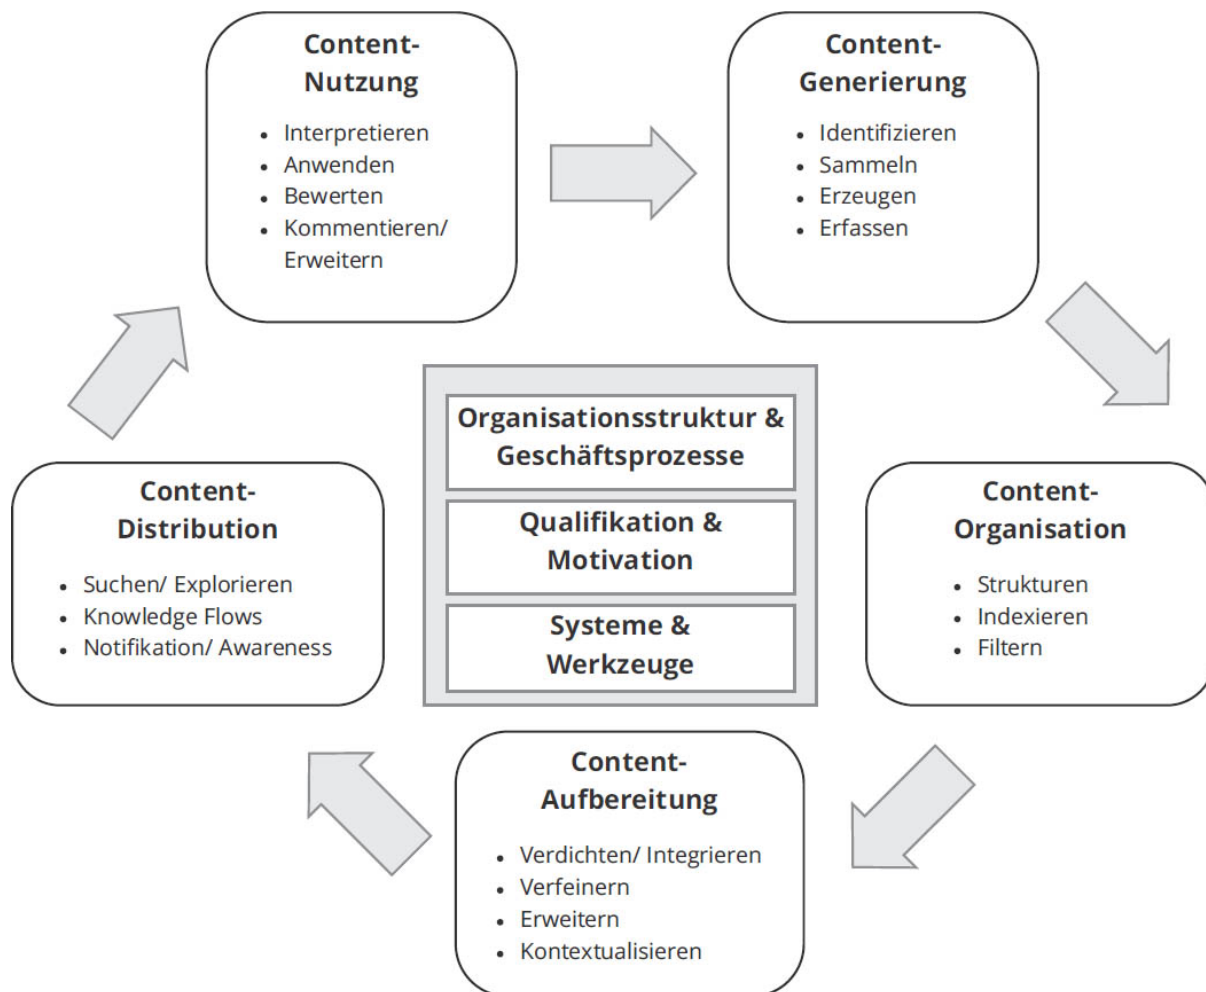 Content-
Nutzung
• Interpretieren
• Anwenden
• Bewerten
• Kommentieren/
Erweitern
Content-
Generierung
• Identifizieren
• Sammeln
• Erzeugen
• Erfassen
Organisationsstruktur &
Geschäftsprozesse
Qualifikation &
Motivation
Systeme &
Werkzeuge
Content-
Distribution
• Suchen/ Explorieren
• Knowledge Flows
• Notifikation/ Awareness
Content-
Organisation
• Strukturen
• Indexieren
• Filtern
Content-
Aufbereitung
• Verdichten/ Integrieren
• Verfeinern
• Erweitern
• Kontextualisieren